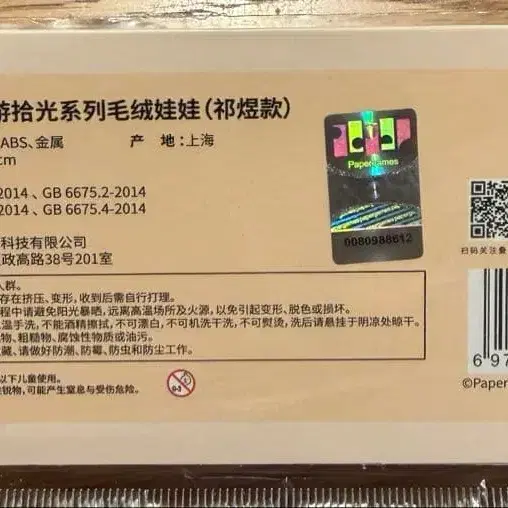 游拾光系列毛绒娃娃（祁煜款）
ABS、金属 产 地：上海
cm
2014 、GB 6675.2-2014
2014 、GB 6675.4-2014
科技有限公司
政高路38号201室
人群。
存在挤压、变形，收到后需自行打理。
程中请避免阳光暴晒，远离高温场所及火源，以免引起变形、脱色或损坏。
温手洗，不能酒精擦拭，不可漂白，不可机洗干洗，不可熨烫，洗后请悬挂于阴凉处晾干。
物、粗糙物、腐蚀性物质或油污。
藏、请做好防潮、防霉、防虫和防尘工作。
以下儿童使用。
锐物，可能产生窒息与受伤危险。
0-3
PaperGames
0080988612
扫码关注叠
6 97
©Paper